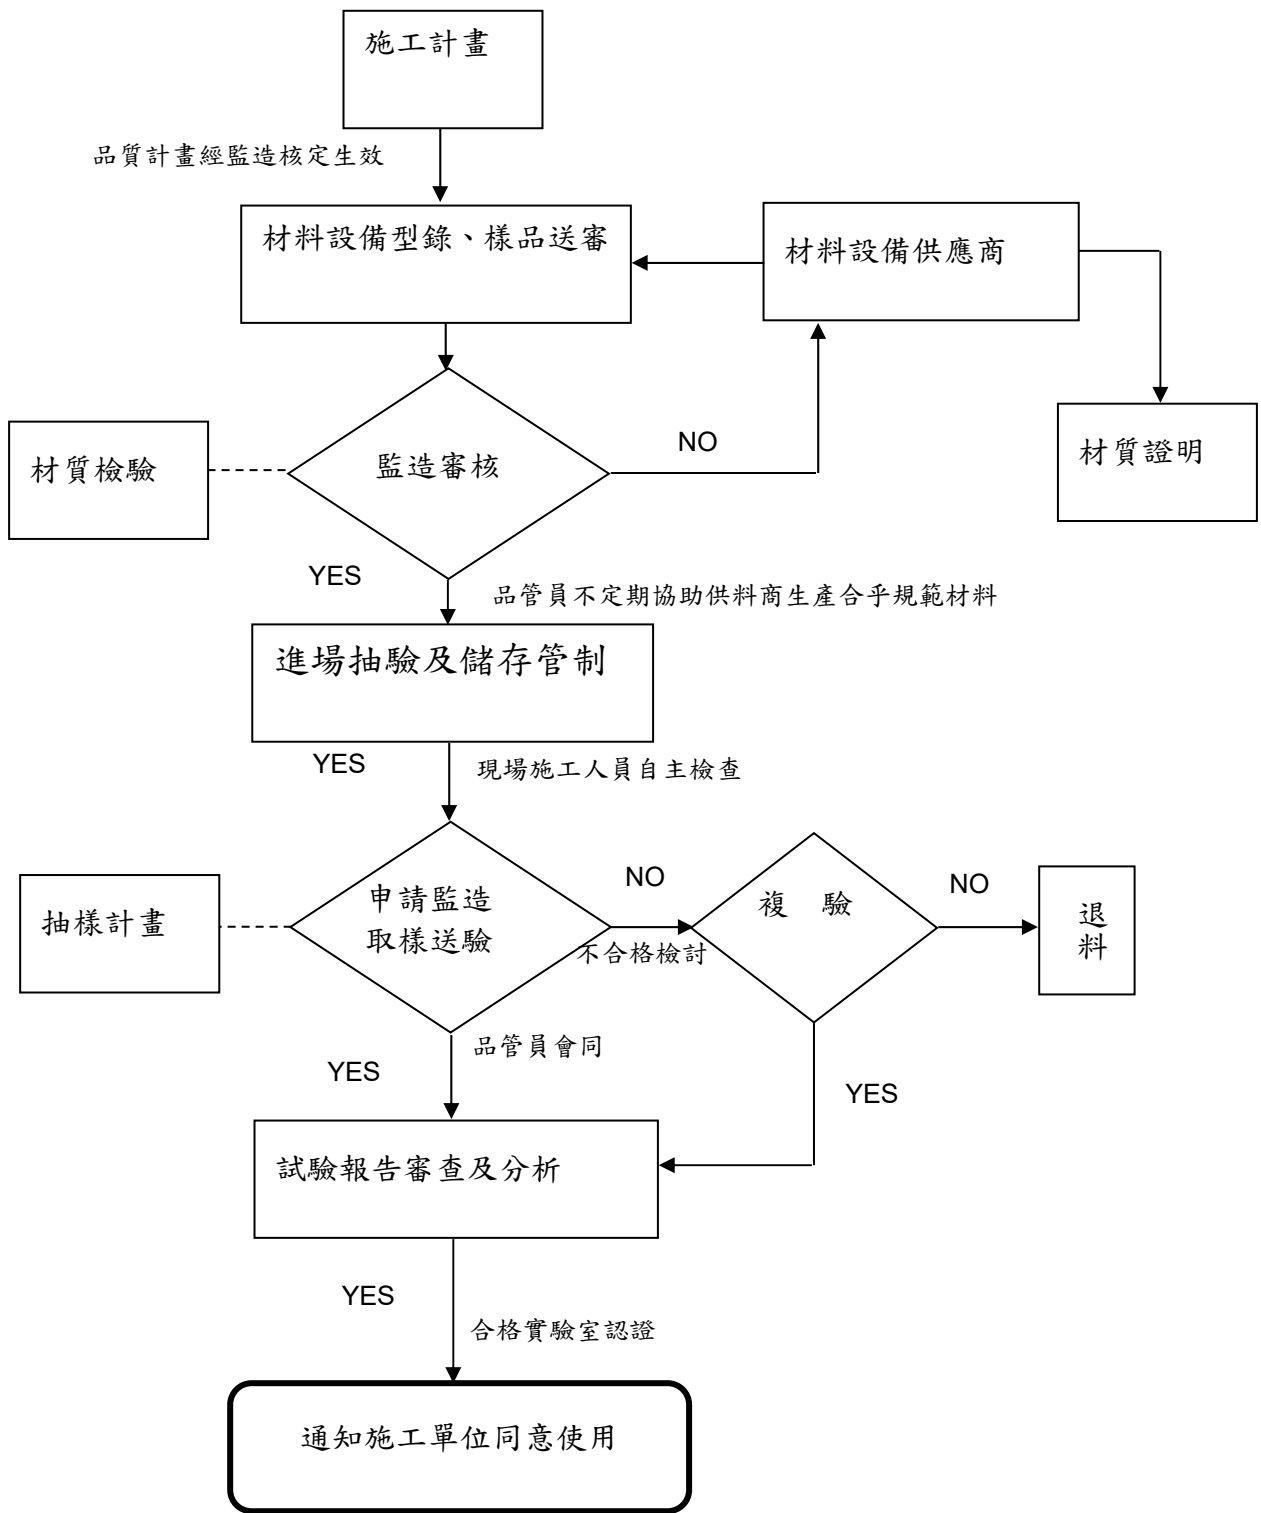 施工計畫
品質計畫經監造核定生效
材料設備型錄、樣品送審
材料設備供應商
材質檢驗
監造審核
NO
材質證明
YES
品管員不定期協助供料商生產合乎規範材料
進場抽驗及儲存管制
YES
現場施工人員自主檢查
抽樣計畫
申請監造
取樣送驗
NO
不合格檢討
複 驗
NO
退
料
品管員會同
YES
YES
試驗報告審查及分析
YES
合格實驗室認證
通知施工單位同意使用